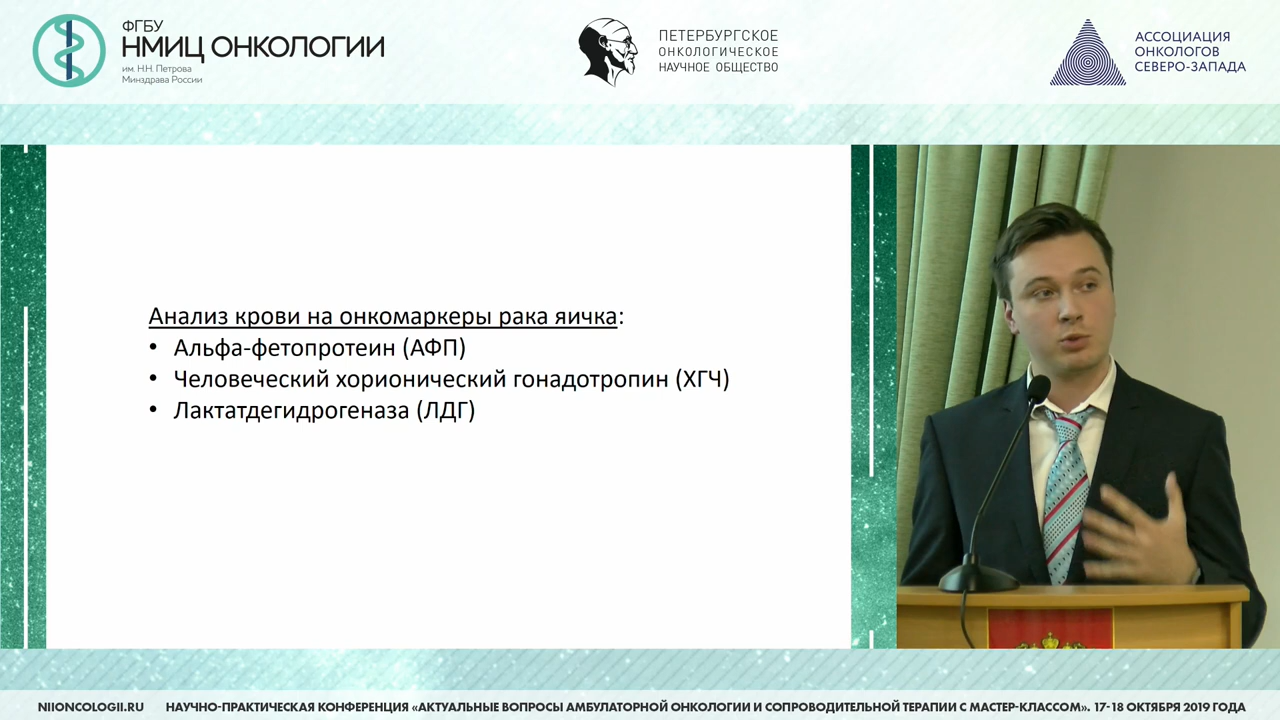 ФГБУ
НМИЦ ОНКОЛОГИИ
им. Н.Н. Петрова
Минздрава России
ПЕТЕРБУРГСКОЕ
ОНКОЛОГИЧЕСКОЕ
НАУЧНОЕ ОБЩЕСТВО
АССОЦИАЦИЯ
ОНКОЛОГОВ
СЕВЕРО-ЗАПАДА
Анализ крови на онкомаркеры рака яичка:
• Альфа-фетопротеин (АФП)
• Человеческий хорионический гонадотропин (ХГЧ)
• Лактатдегидрогеназа (ЛДГ)
NIIONCOLOGII.RU НАУЧНО-ПРАКТИЧЕСКАЯ КОНФЕРЕНЦИЯ «АКТУАЛЬНЫЕ ВОПРОСЫ АМБУЛАТОРНОЙ ОНКОЛОГИИ И СОПРОВОДИТЕЛЬНОЙ ТЕРАПИИ С МАСТЕР-КЛАССОМ». 17-18 ОКТЯБРЯ 2019 ГОДА